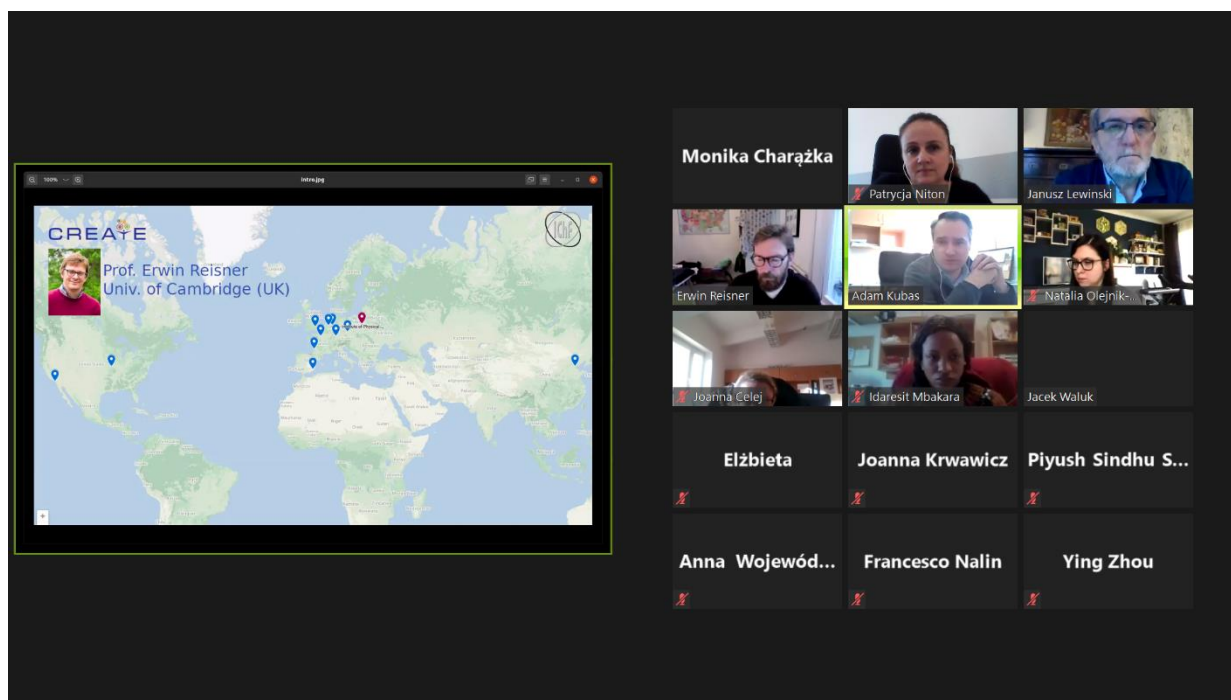 100%
intro.jpg
CREATE
IChF
Prof. Erwin Reisner
Univ. of Cambridge (UK)
Monika Charążka
Patrycja Niton
Janusz Lewinski
Erwin Reisner
Adam Kubas
Natalia Olejnik-...
Joanna Celej
Idaresit Mbakara
Jacek Waluk
Elżbieta
Joanna Krwawicz
Piyush Sindhu S...
Anna Wojewód...
Francesco Nalin
Ying Zhou